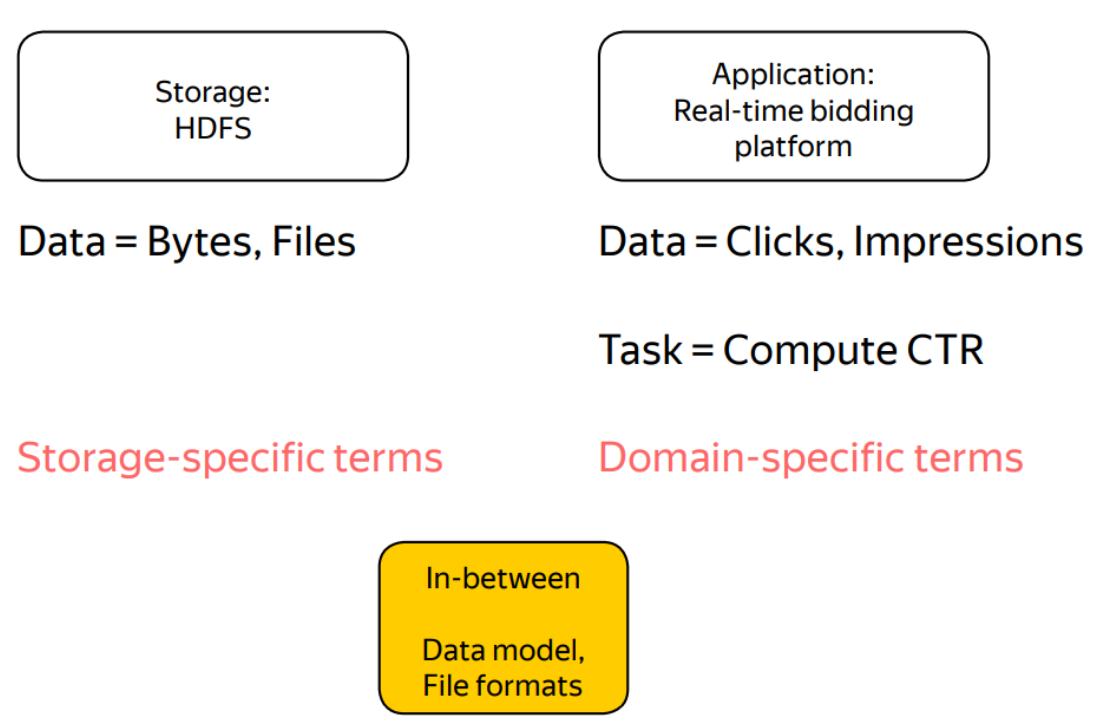 Storage:
HDFS
Application:
Real-time bidding
platform
Data = Bytes, Files
Data = Clicks, Impressions
Task = Compute CTR
Storage-specific terms
Domain-specific terms
In-between
Data model,
File formats